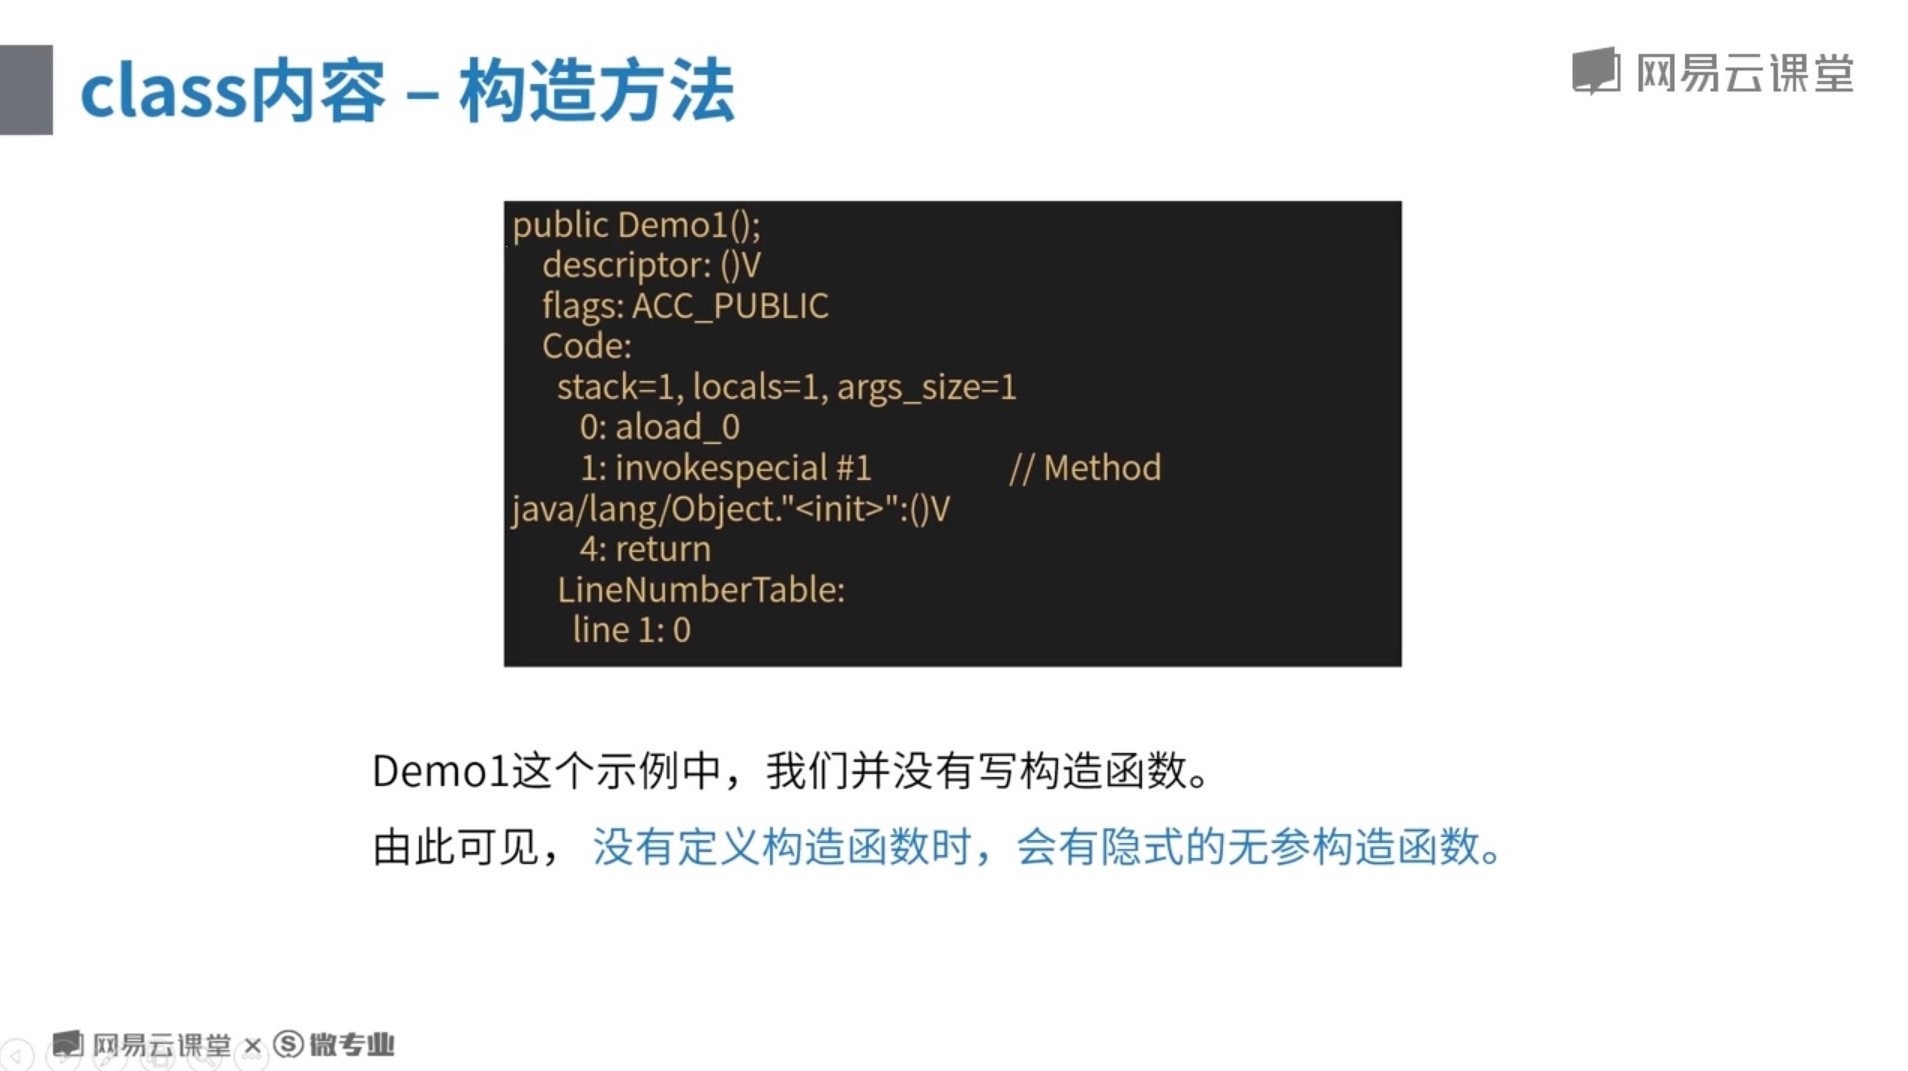 class内容 – 构造方法
网易云课堂
public Demo1();
descriptor: ()V
flags: ACC_PUBLIC
Code:
stack=1, locals=1, args_size=1
0: aload_0
1: invokespecial #1 // Method
java/lang/Object."<init>":()V
4: return
LineNumberTable:
line 1: 0
Demo1这个示例中，我们并没有写构造函数。
由此可见， 没有定义构造函数时，会有隐式的无参构造函数。
网易云课堂 × 微专业